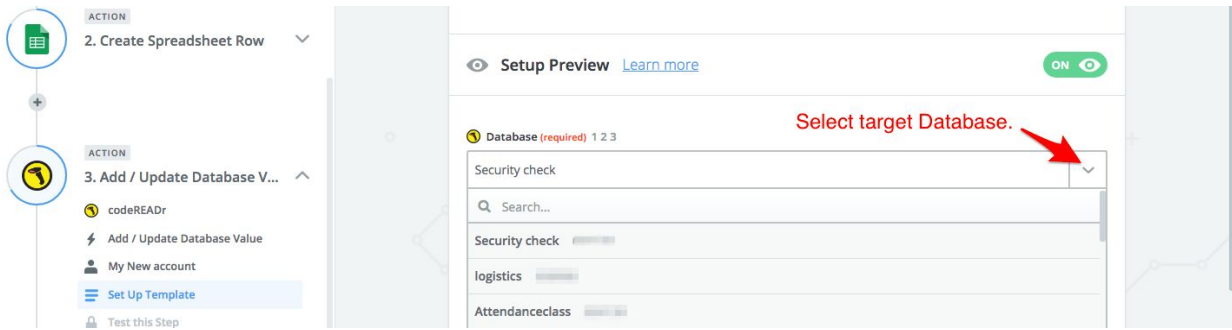 ACTION
2. Create Spreadsheet Row
ACTION
3. Add / Update Database V...
codeREADr
Add / Update Database Value
My New account
Set Up Template
Test this Step
Setup Preview Learn more
ON
Select target Database.
Database (required) 1 2 3
Security check
Search...
Security check
logistics
Attendanceclass